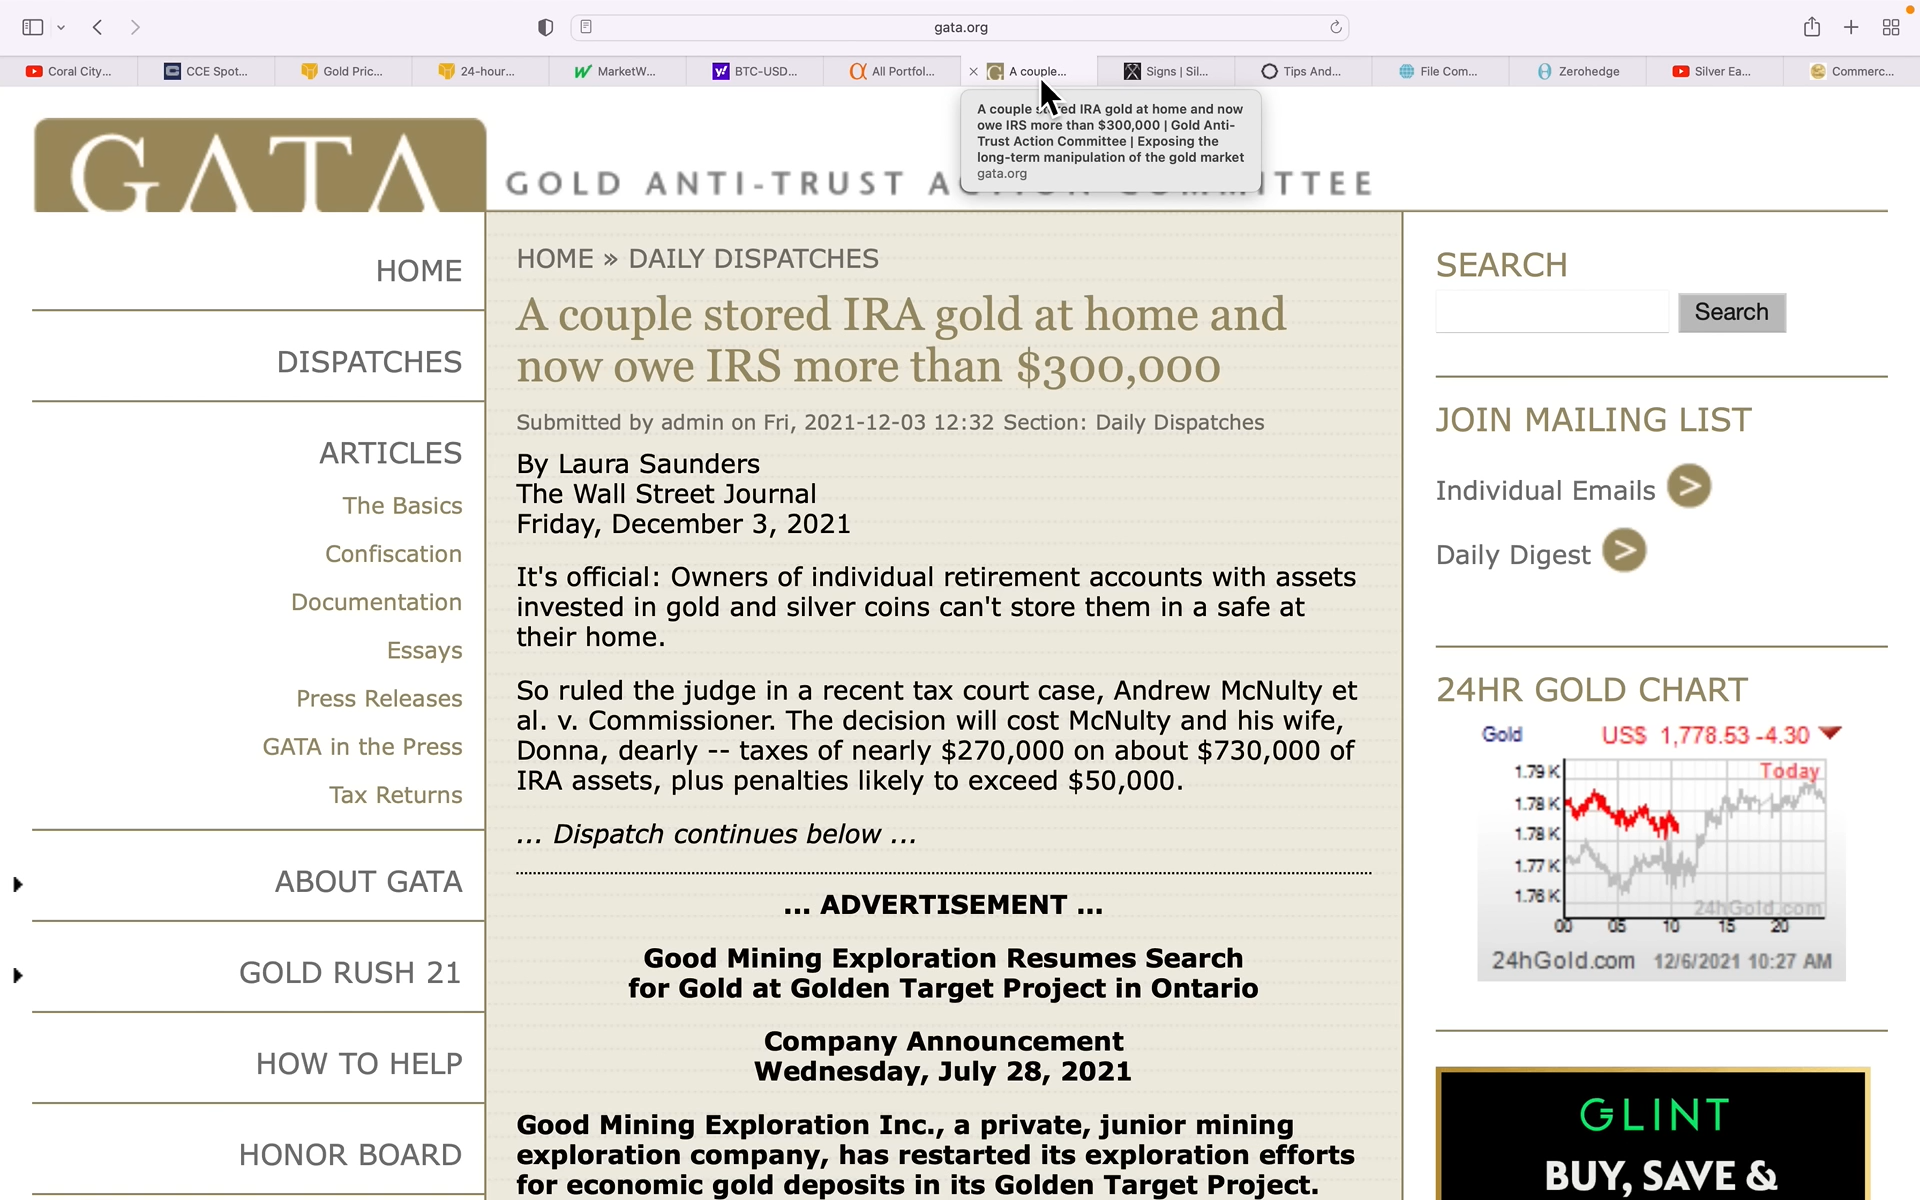 gata.org
Coral City...
CCE Spot...
Gold Pric...
24-hour...
MarketW...
BTC-USD...
All Portfol...
A couple...
Signs | Sil...
Tips And...
File Com...
Zerohedge
Silver Ea...
Commerc...
A couple stored IRA gold at home and now
owe IRS more than $300,000 | Gold Anti-
Trust Action Committee | Exposing the
long-term manipulation of the gold market
gata.org
GATA
GOLD ANTI-TRUST ACTION COMMITTEE
HOME
DISPATCHES
ARTICLES
The Basics
Confiscation
Documentation
Essays
Press Releases
GATA in the Press
Tax Returns
ABOUT GATA
GOLD RUSH 21
HOW TO HELP
HONOR BOARD
HOME » DAILY DISPATCHES
A couple stored IRA gold at home and
now owe IRS more than $300,000
Submitted by admin on Fri, 2021-12-03 12:32 Section: Daily Dispatches
By Laura Saunders
The Wall Street Journal
Friday, December 3, 2021
It's official: Owners of individual retirement accounts with assets
invested in gold and silver coins can't store them in a safe at
their home.
So ruled the judge in a recent tax court case, Andrew McNulty et
al. v. Commissioner. The decision will cost McNulty and his wife,
Donna, dearly -- taxes of nearly $270,000 on about $730,000 of
IRA assets, plus penalties likely to exceed $50,000.
... Dispatch continues below ...
... ADVERTISEMENT ...
Good Mining Exploration Resumes Search
for Gold at Golden Target Project in Ontario
Company Announcement
Wednesday, July 28, 2021
Good Mining Exploration Inc., a private, junior mining
exploration company, has restarted its exploration efforts
for economic gold deposits in its Golden Target Project.
SEARCH
Search
JOIN MAILING LIST
Individual Emails >
Daily Digest >
24HR GOLD CHART
Gold US$ 1,778.53 -4.30
Today
1.79 K
1.78 K
1.78 K
1.77 K
1.76 K
00 05 10 15 20
24hGold.com
24hGold.com 12/6/2021 10:27 AM
GLINT
BUY, SAVE &